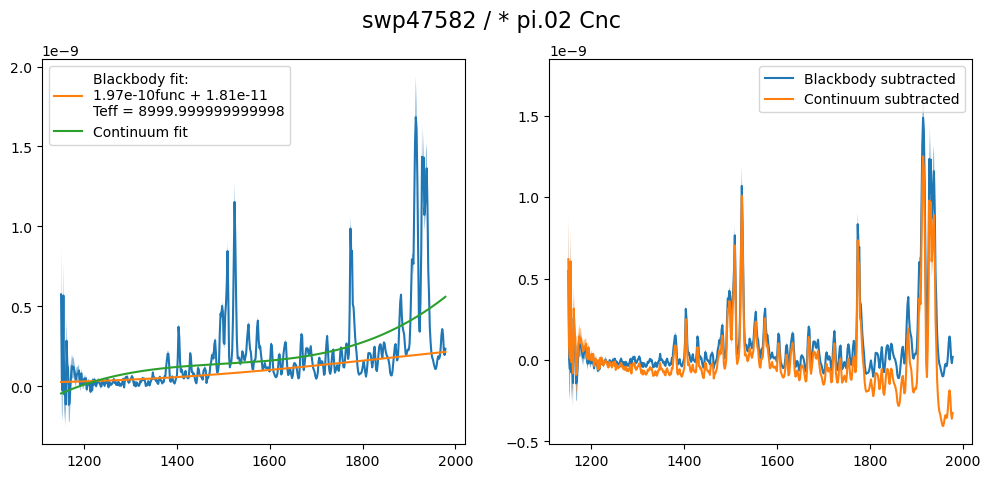 swp47582 / * pi.02 Cnc
1e−9
2.0
1.5
1.0
0.5
0.0
Blackbody fit:
1.97e-10func + 1.81e-11
Teff = 8999.999999999998
Continuum fit
1200
1400
1600
1800
2000
1e−9
1.5
1.0
0.5
0.0
−0.5
Blackbody subtracted
Continuum subtracted
1200
1400
1600
1800
2000